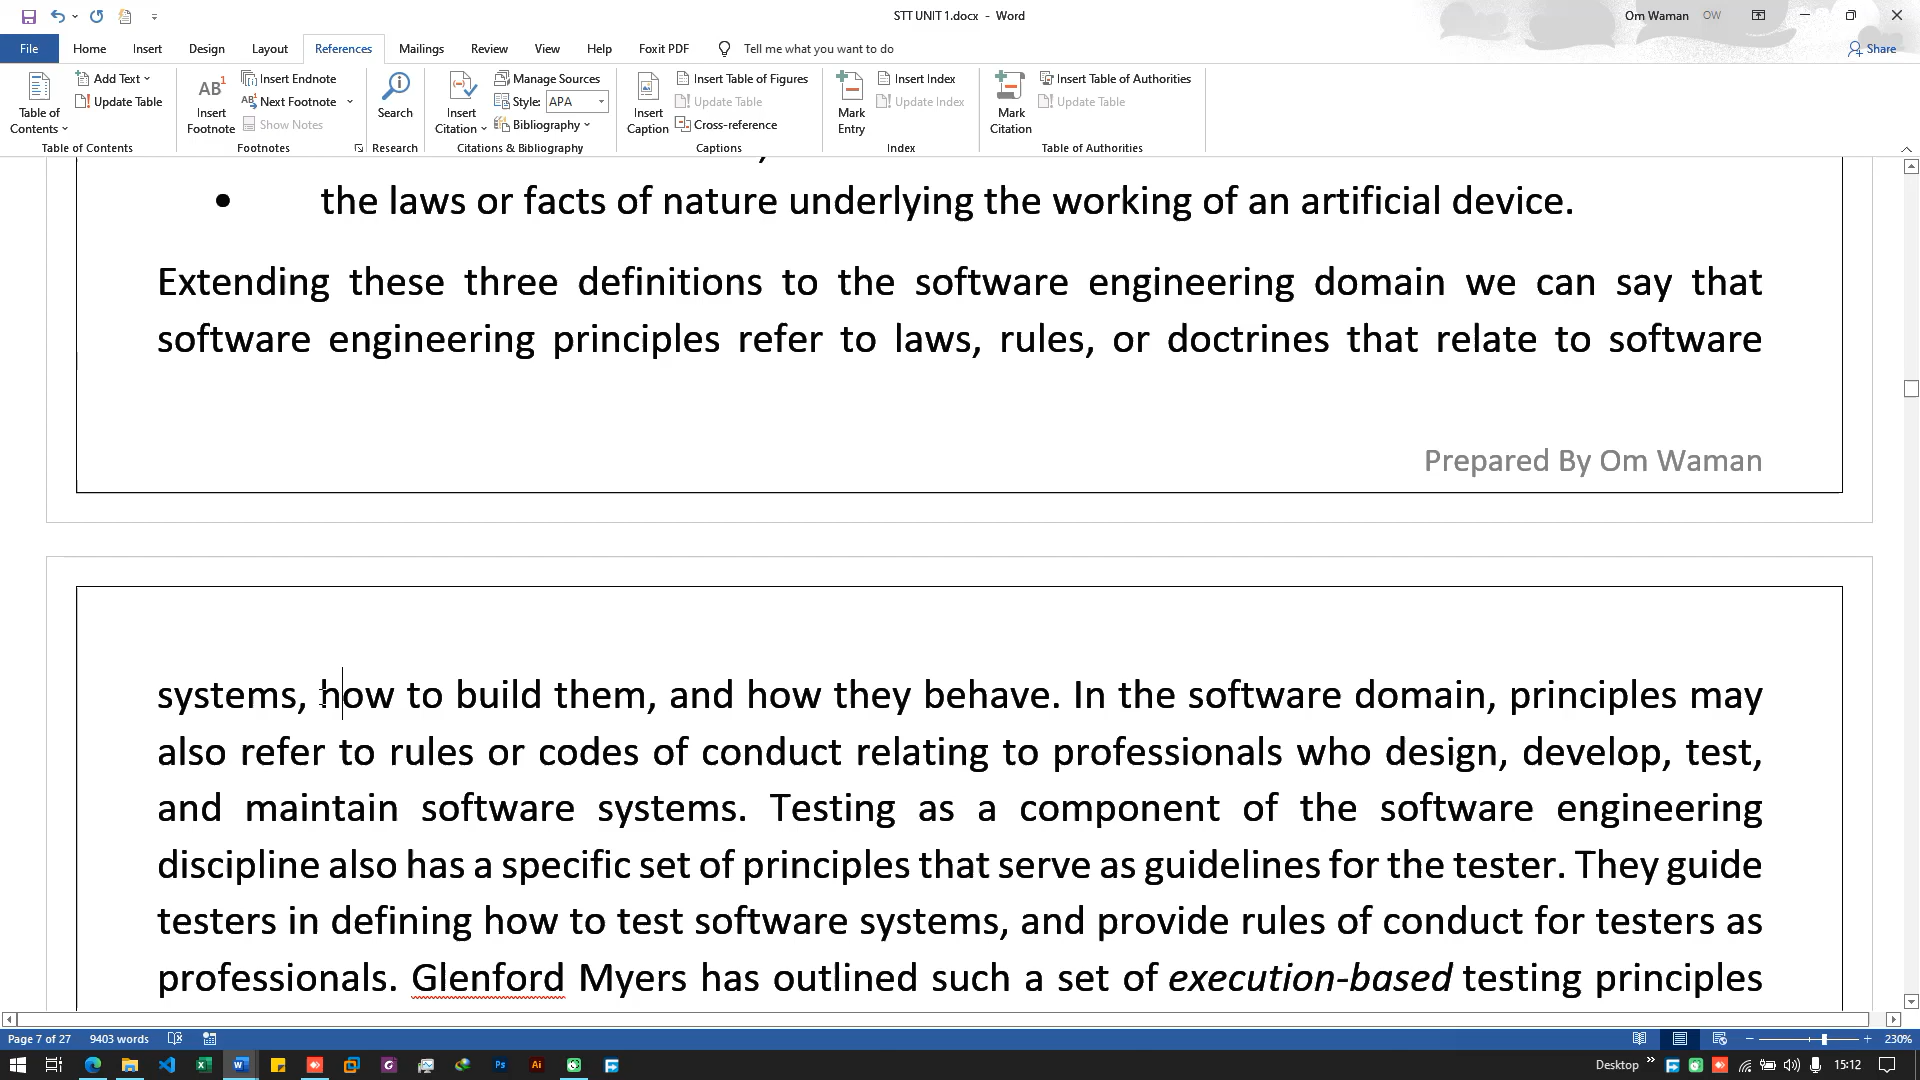 STT UNIT 1.docx - Word
Om Waman OW
File Home Insert Design Layout References Mailings Review View Help Foxit PDF Tell me what you want to do Share
Table of Contents
Add Text
Update Table
Table of Contents
AB1
Insert Footnote
Insert Endnote
Next Footnote
Show Notes
Footnotes
Search
Research
Insert Citation
Manage Sources
Style: APA
Bibliography
Citations & Bibliography
Insert Caption
Insert Table of Figures
Update Table
Cross-reference
Captions
Mark Entry
Insert Index
Update Index
Index
Mark Citation
Insert Table of Authorities
Update Table
Table of Authorities
• the laws or facts of nature underlying the working of an artificial device.
Extending these three definitions to the software engineering domain we can say that
software engineering principles refer to laws, rules, or doctrines that relate to software
Prepared By Om Waman
systems, how to build them, and how they behave. In the software domain, principles may
also refer to rules or codes of conduct relating to professionals who design, develop, test,
and maintain software systems. Testing as a component of the software engineering
discipline also has a specific set of principles that serve as guidelines for the tester. They guide
testers in defining how to test software systems, and provide rules of conduct for testers as
professionals. Glenford Myers has outlined such a set of execution-based testing principles
Page 7 of 27 9403 words 230%
Desktop 15:12